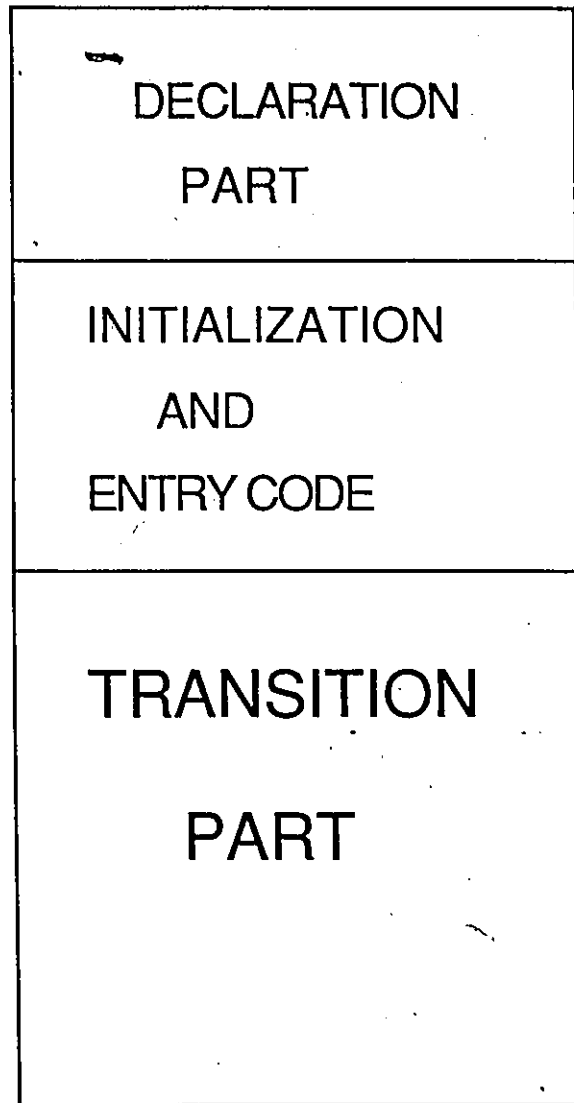 DECLARATION
PART
INITIALIZATION
AND
ENTRY CODE
TRANSITION
PART